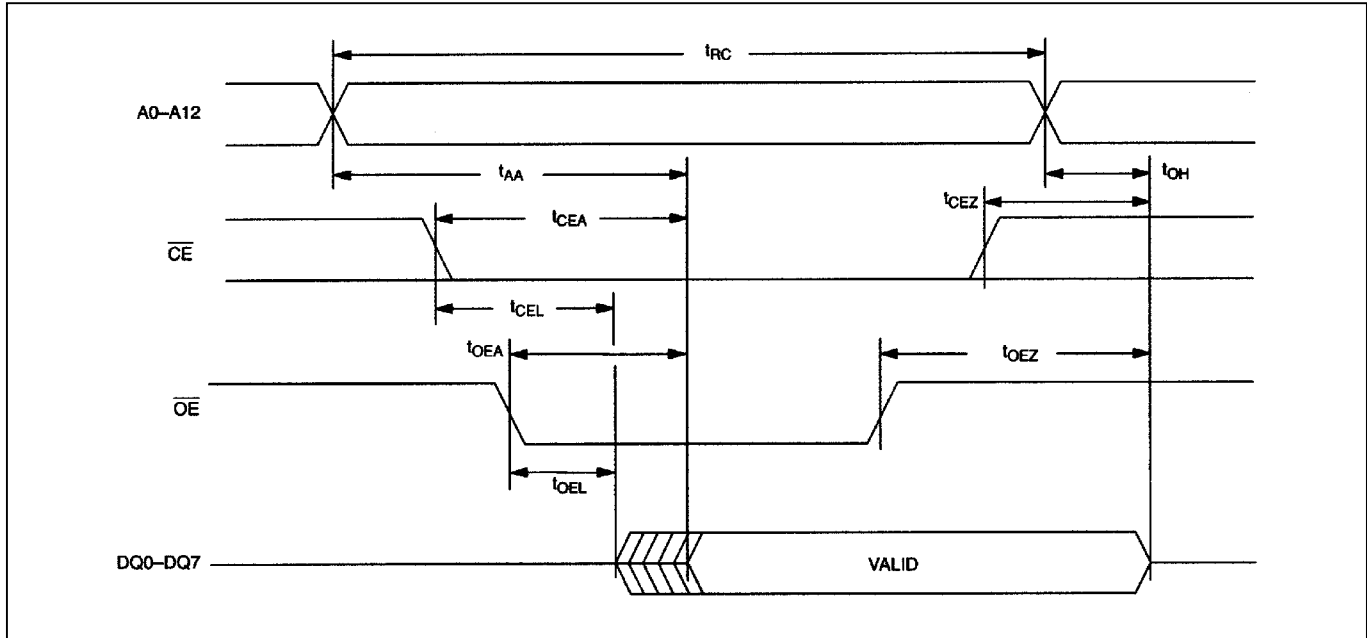 tRC
A0–A12
tAA
tOH
tCEZ
tCEA
CE
tCEL
tOEA
tOEZ
OE
tOEL
DQ0–DQ7
VALID